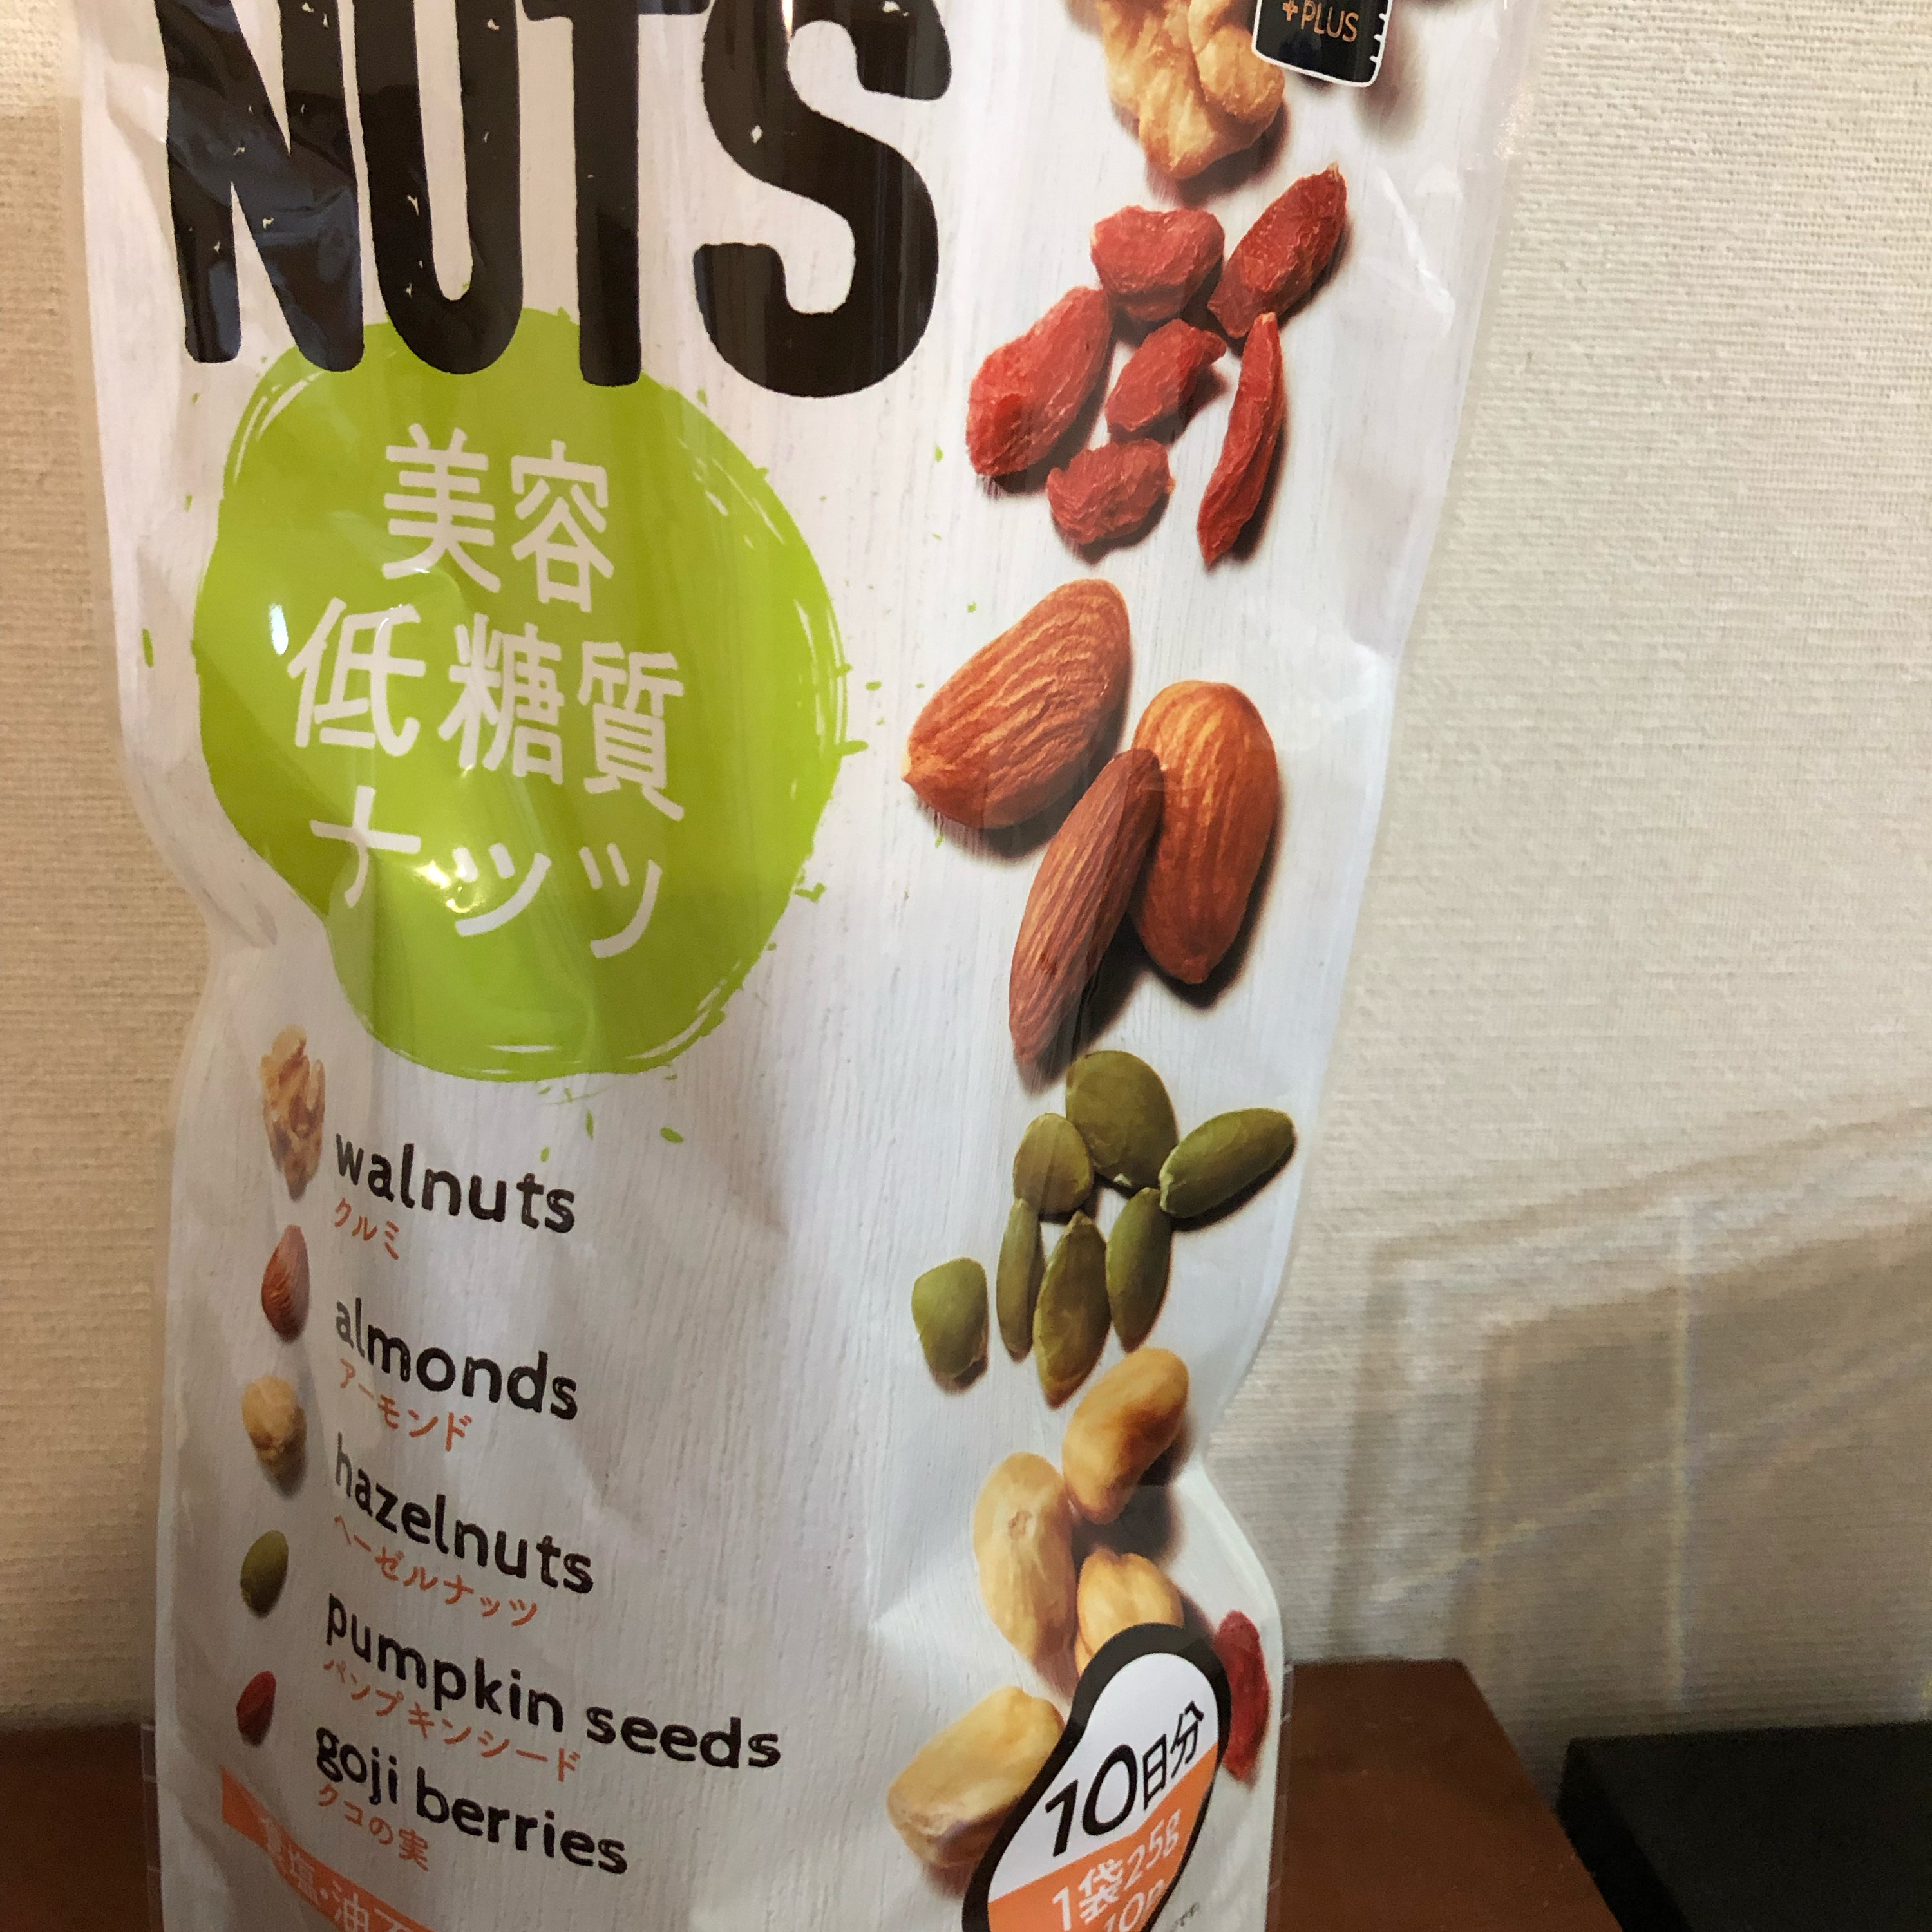 +PLUS
NUTS
美容
低糖質
ナッツ
walnuts
クルミ
almonds
アーモンド
hazelnuts
ヘーゼルナッツ
pumpkin seeds
パンプキンシード
goji berries
クコの実
塩・油
10日分
1袋25g